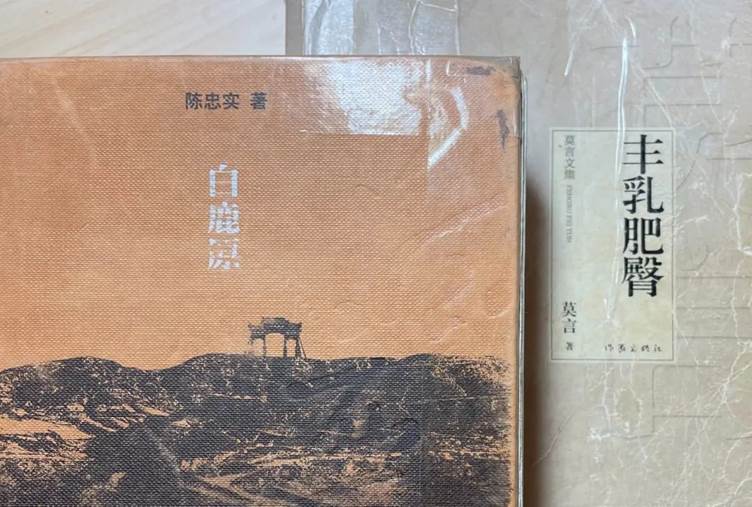 陈忠实 著
白鹿原
莫言文集
丰乳肥臀
莫言
著
作家出版社